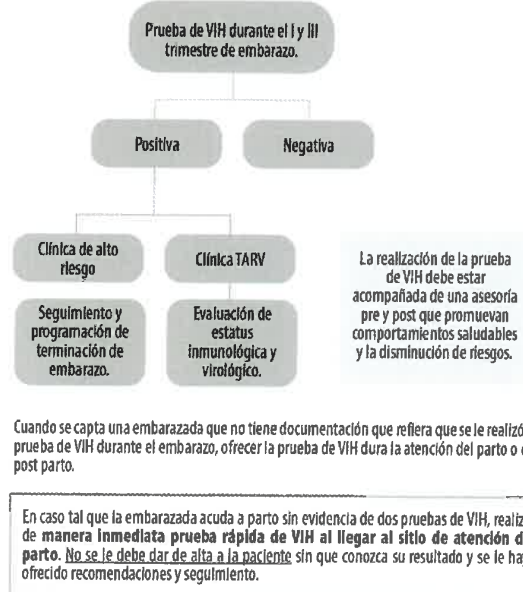 Prueba de VIH durante el I y III
trimestre de embarazo.
Positiva
Negativa
Clínica de alto
riesgo
Clínica TARV
Seguimiento y
programación de
terminación de
embarazo.
Evaluación de
estatus
inmunológica y
virológico.
La realización de la prueba
de VIH debe estar
acompañada de una asesoría
pre y post que promuevan
comportamientos saludables
y la disminución de riesgos.
Cuando se capta una embarazada que no tiene documentación que refiera que se le realizó
prueba de VIH durante el embarazo, ofrecer la prueba de VIH dura la atención del parto o
post parto.
En caso tal que la embarazada acuda a parto sin evidencia de dos pruebas de VIH,
de manera inmediata prueba rápida de VIH al llegar al sitio de atención
parto. No se le debe dar de alta a la paciente sin que conozca su resultado y se le
ofrecido recomendaciones y seguimiento.